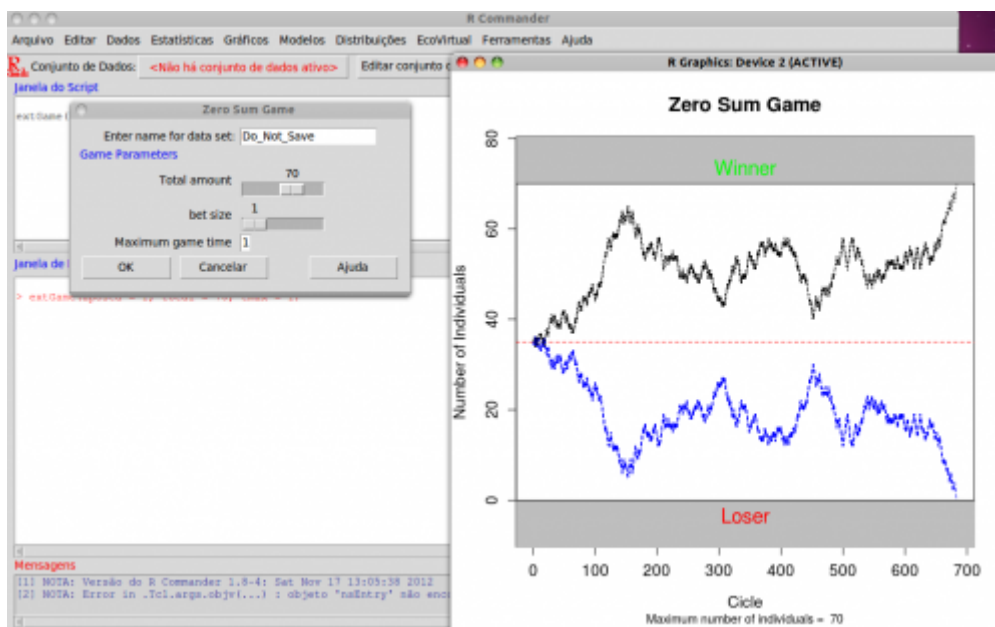 R Commander
Arquivo Editar Dados Estatísticas Gráficos Modelos Distribuições EcoVirtual Ferramentas Ajuda
Conjunto de Dados: <Não há conjunto de dados ativo> Editar conjunto
Janela do Script
Zero Sum Game
Enter name for data set: Do_Not_Save
Game Parameters
Total amount 70
bet size 1
Maximum game time 1
OK Cancelar Ajuda
Janela de
Mensagens
[1] NOTA: Versão do R Commander 1.8-4: Sat Nov 17 13:05:38 2012
[2] NOTA: Error in .Tcl.args.objv(...) : objeto
R Graphics: Device 2 (ACTIVE)
Zero Sum Game
Winner
Loser
Number of Individuals
0 20 40 60 80
0 100 200 300 400 500 600 700
Cicle
Maximum number of individuals = 70